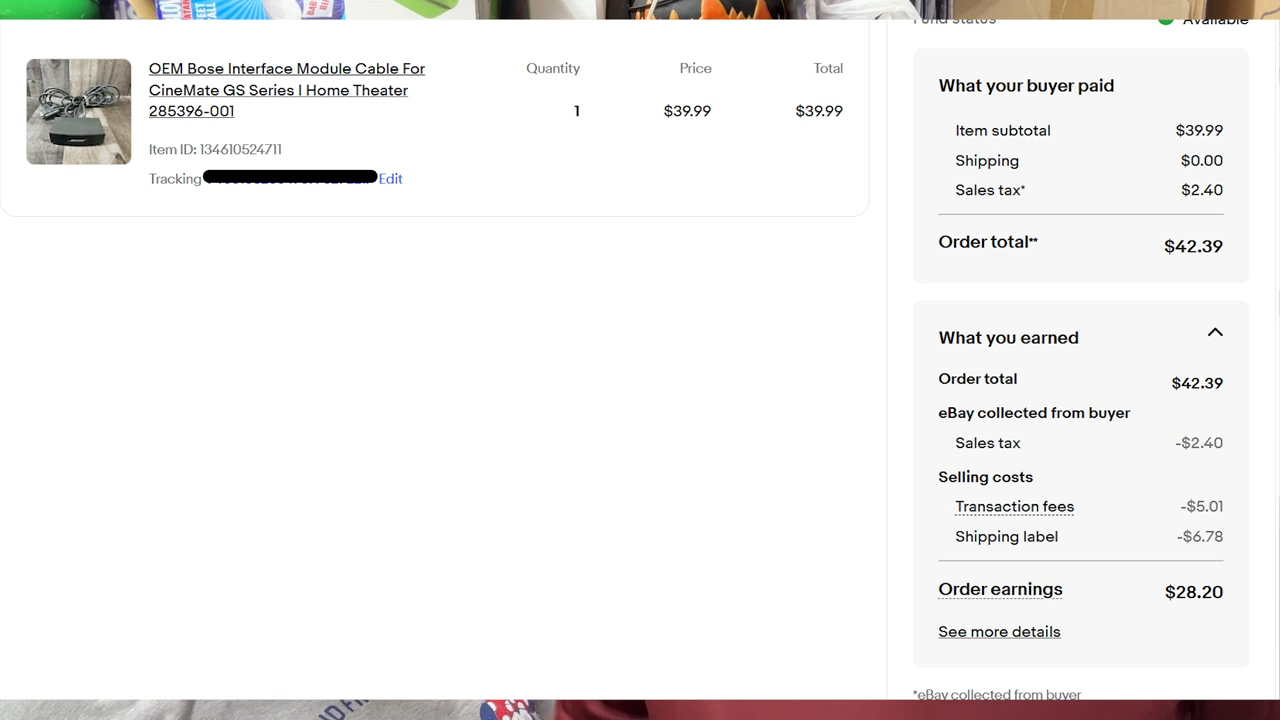 OEM Bose Interface Module Cable For
CineMate GS Series I Home Theater
285396-001
Item ID: 134610524711
Tracking
Edit
Quantity Price Total
1 $39.99 $39.99
Fund status Available
What your buyer paid
Item subtotal $39.99
Shipping $0.00
Sales tax* $2.40
Order total** $42.39
What you earned
Order total $42.39
eBay collected from buyer
Sales tax -$2.40
Selling costs
Transaction fees -$5.01
Shipping label -$6.78
Order earnings $28.20
See more details
*eBay collected from buyer